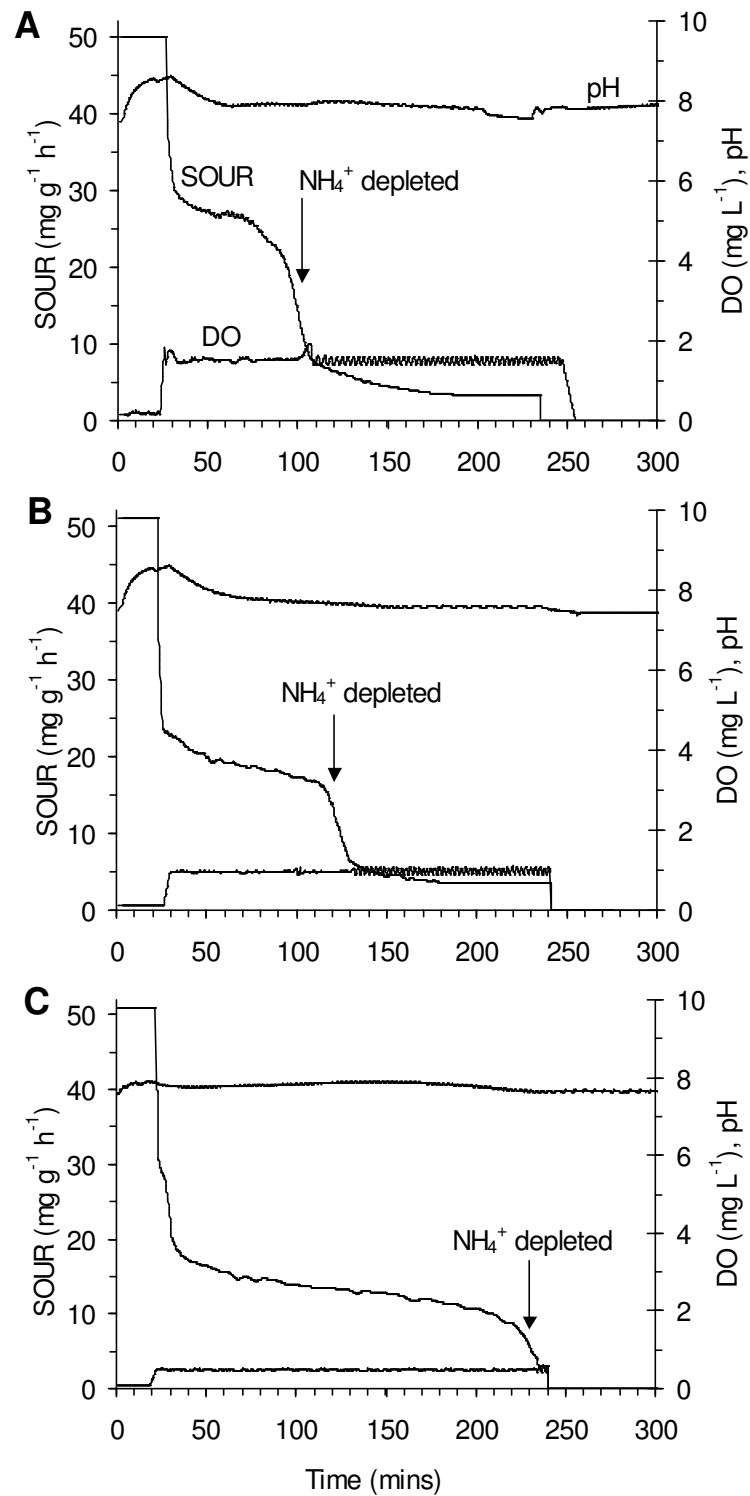 A
SOUR (mg g⁻¹ h⁻¹)
50
40
30
20
10
0
pH
SOUR
NH₄⁺ depleted
DO
10
8
6
4
2
0
DO (mg L⁻¹), pH
0 50 100 150 200 250 300
B
SOUR (mg g⁻¹ h⁻¹)
50
40
30
20
10
0
NH₄⁺ depleted
10
8
6
4
2
0
DO (mg L⁻¹), pH
0 50 100 150 200 250 300
C
SOUR (mg g⁻¹ h⁻¹)
50
40
30
20
10
0
NH₄⁺ depleted
10
8
6
4
2
0
DO (mg L⁻¹), pH
0 50 100 150 200 250 300
Time (mins)